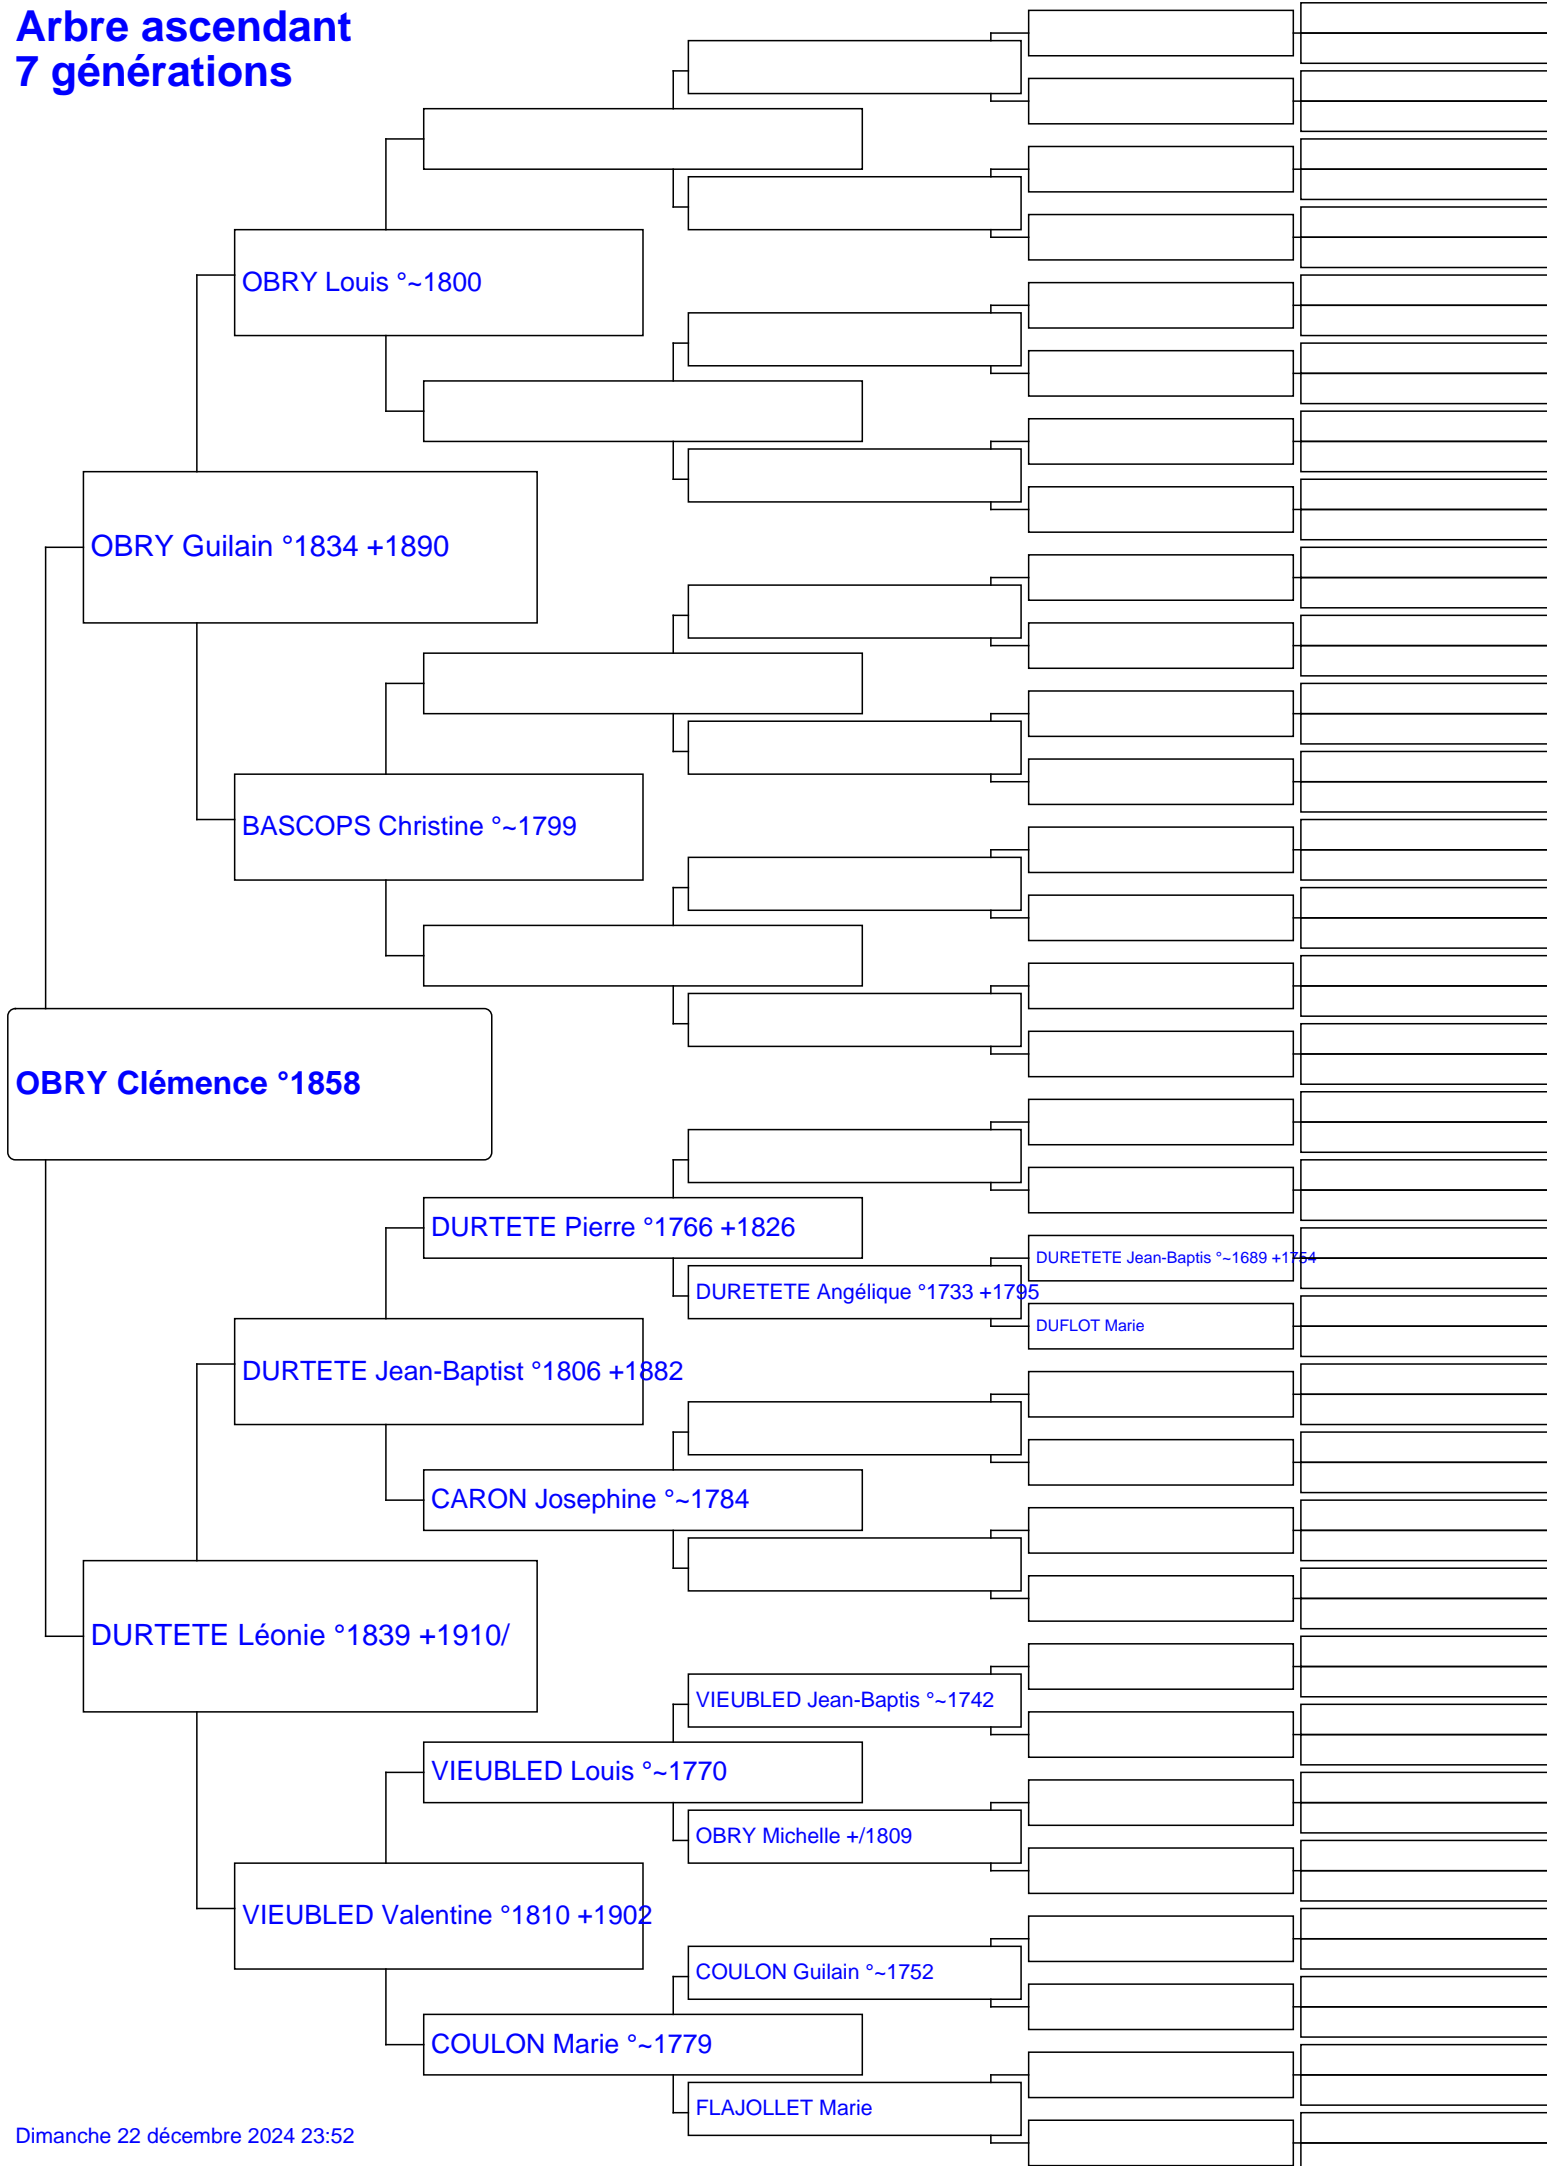 Arbre ascendant
7 générations
OBRY Louis °~1800
OBRY Guilain °1834 +1890
BASCOPS Christine °~1799
OBRY Clémence °1858
DURTETE Pierre °1766 +1826
DURETETE Jean-Baptis °~1689 +1754
DURETETE Angélique °1733 +1795
DUFLOT Marie
DURTETE Jean-Baptist °1806 +1882
CARON Josephine °~1784
DURTETE Léonie °1839 +1910/
VIEUBLED Jean-Baptis °~1742
VIEUBLED Louis °~1770
OBRY Michelle +/1809
VIEUBLED Valentine °1810 +1902
COULON Guilain °~1752
COULON Marie °~1779
FLAJOLLET Marie
Dimanche 22 décembre 2024 23:52